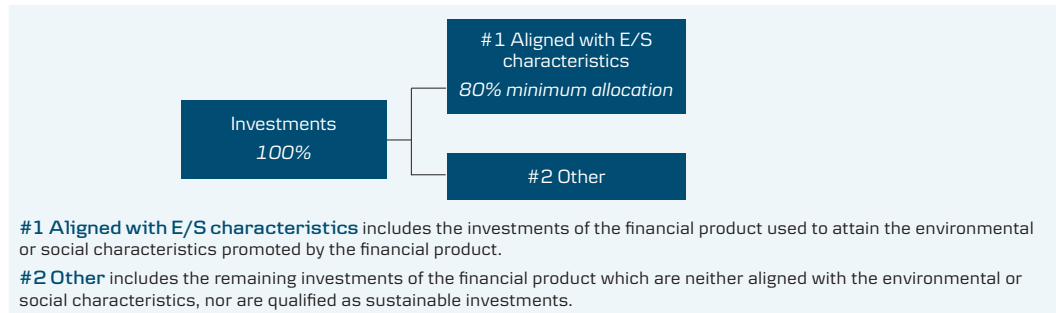 #1 Aligned with E/S
characteristics
80% minimum allocation
Investments
100%
#2 Other
#1 Aligned with E/S characteristics includes the investments of the financial product used to attain the environmental
or social characteristics promoted by the financial product.
#2 Other includes the remaining investments of the financial product which are neither aligned with the environmental or
social characteristics, nor are qualified as sustainable investments.